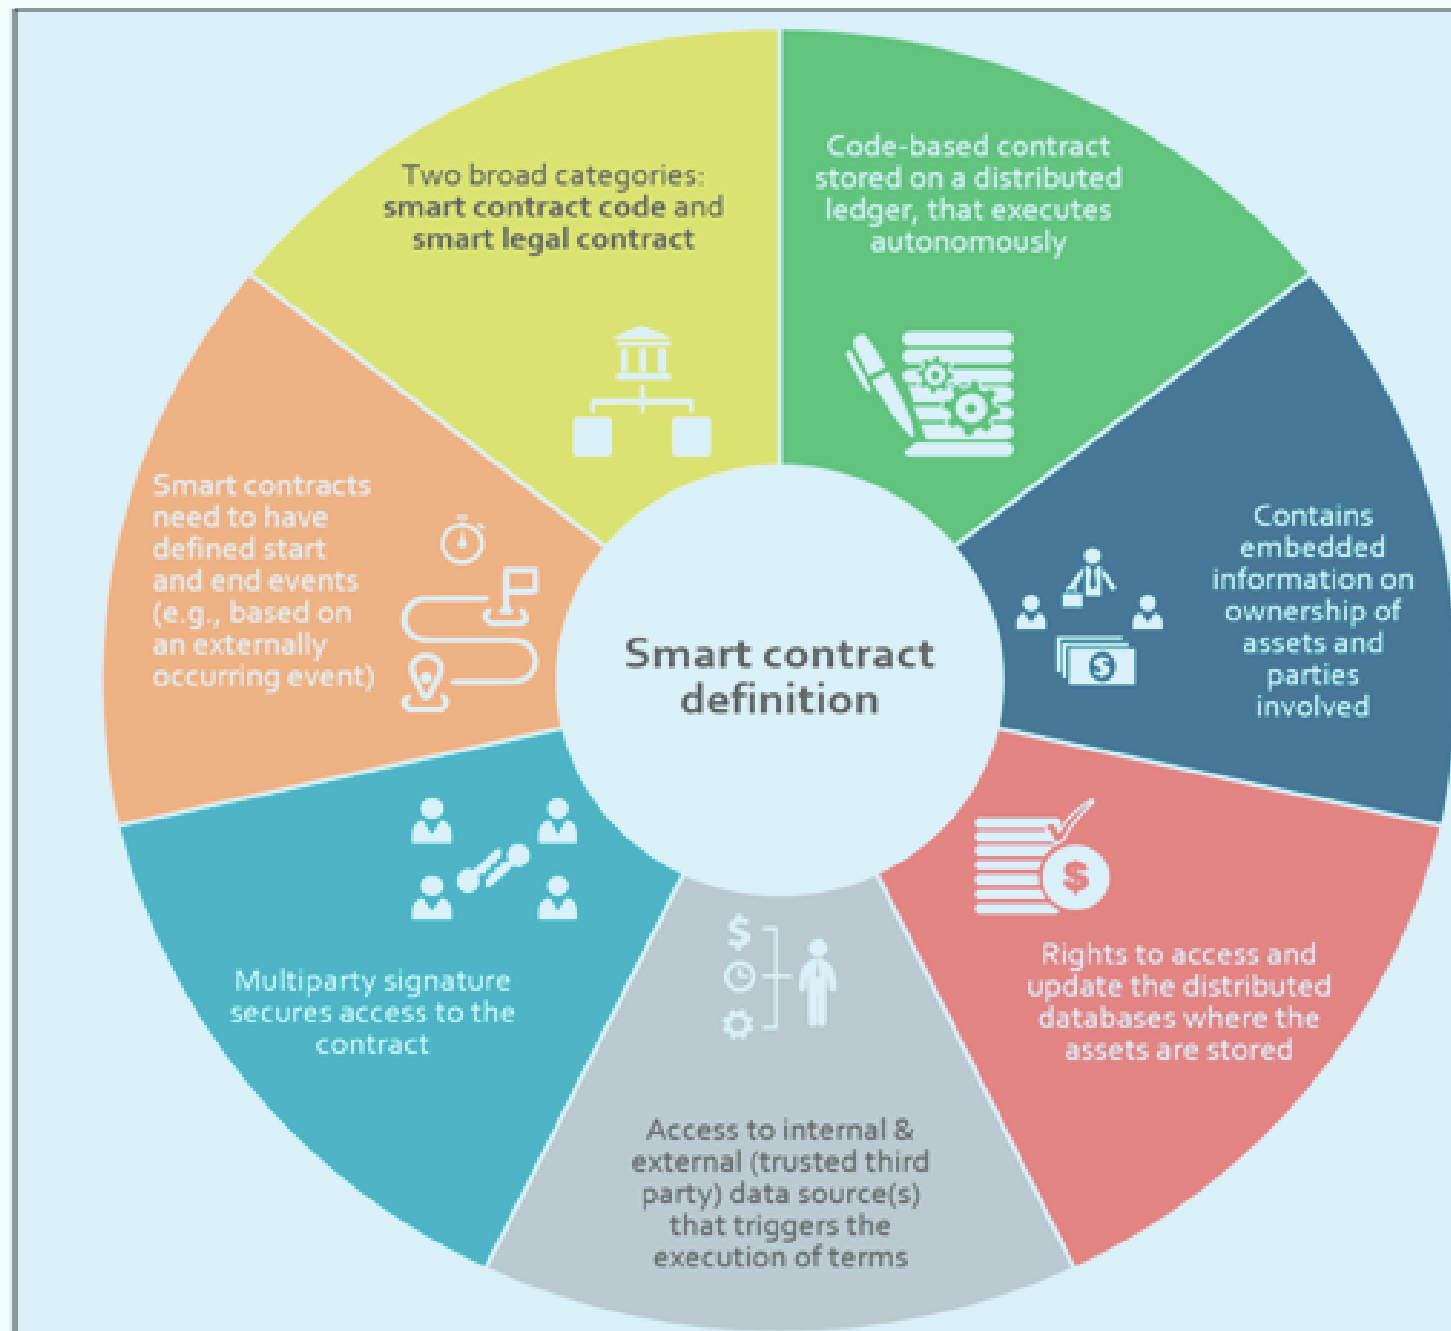 Smart contract
definition
Code-based contract
stored on a distributed
ledger, that executes
autonomously
Contains
embedded
information on
ownership of
assets and
parties
involved
Rights to access and
update the distributed
databases where the
assets are stored
Access to internal &
external (trusted third
party) data source(s)
that triggers the
execution of terms
Multiparty signature
secures access to the
contract
Smart contracts
need to have
defined start
and end events
(e.g., based on
an externally
occurring event)
Two broad categories:
smart contract code and
smart legal contract
$
$
$